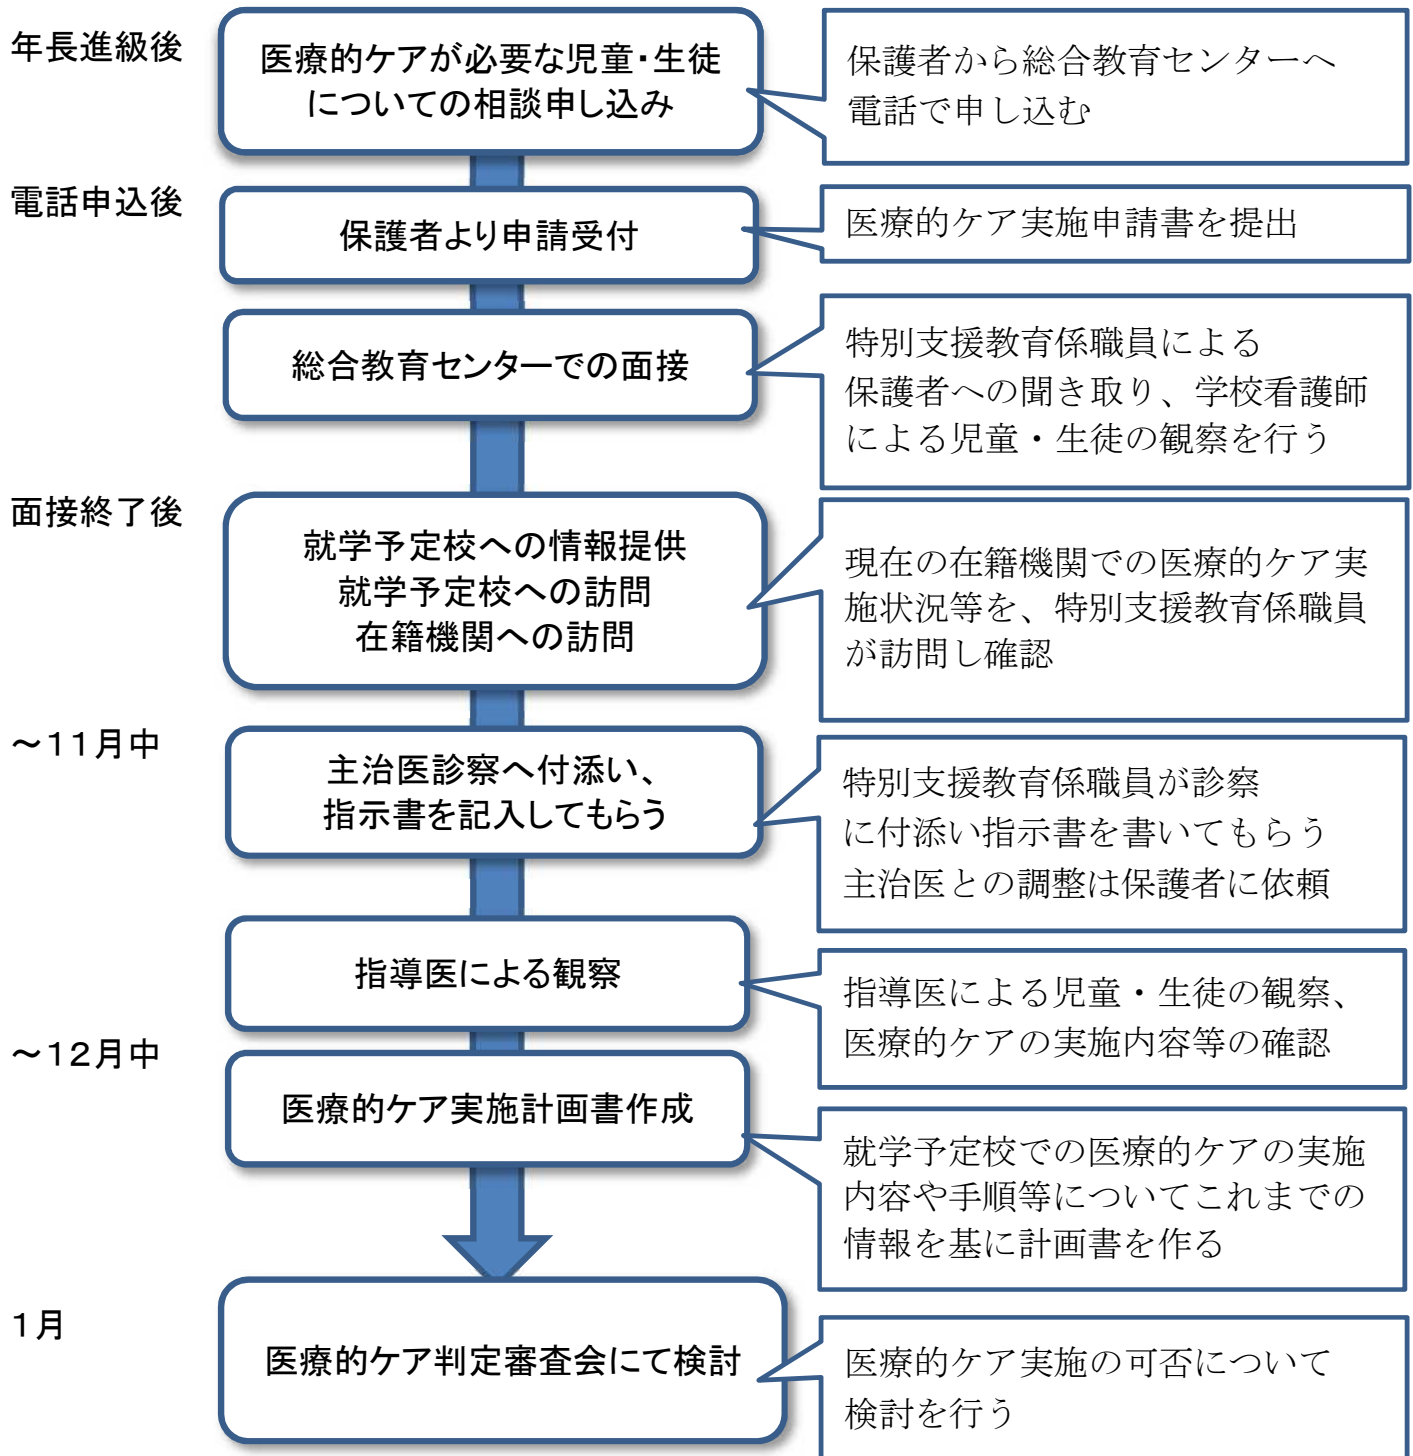 年長進級後
医療的ケアが必要な児童・生徒
についての相談申し込み
保護者から総合教育センターへ
電話で申し込む
電話申込後
保護者より申請受付
医療的ケア実施申請書を提出
総合教育センターでの面接
特別支援教育係職員による
保護者への聞き取り、学校看護師
による児童・生徒の観察を行う
面接終了後
就学予定校への情報提供
就学予定校への訪問
在籍機関への訪問
現在の在籍機関での医療的ケア実
施状況等を、特別支援教育係職員
が訪問し確認
～11月中
主治医診察へ付添い、
指示書を記入してもらう
特別支援教育係職員が診察
に付添い指示書を書いてもらう
主治医との調整は保護者に依頼
指導医による観察
指導医による児童・生徒の観察、
医療的ケアの実施内容等の確認
～12月中
医療的ケア実施計画書作成
就学予定校での医療的ケアの実施
内容や手順等についてこれまでの
情報を基に計画書を作る
1月
医療的ケア判定審査会にて検討
医療的ケア実施の可否について
検討を行う